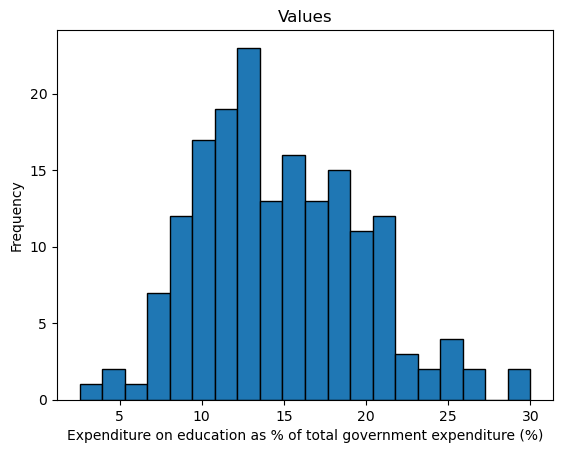 Values
Frequency
20
15
10
5
0
5 10 15 20 25 30
Expenditure on education as % of total government expenditure (%)